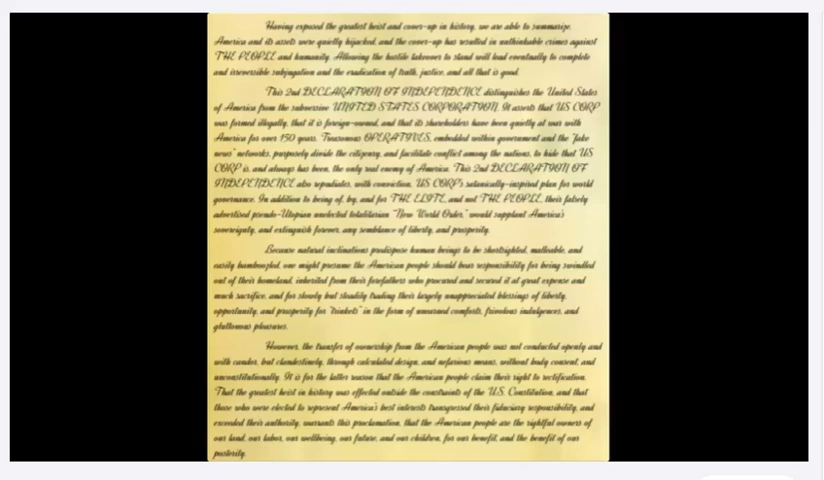 Having exposed the greatest heist and cover-up in history, we are able to summarize.
America and its assets were quietly hijacked, and the cover-up has resulted in unthinkable crimes against
THE PEOPLE and humanity. Allowing the hostile takeover to stand will lead eventually to complete
and irreversible subjugation and the eradication of truth, justice, and all that is good.
This 2nd DECLARATION OF INDEPENDENCE distinguishes the United States
of America from the subversive UNITED STATES CORPORATION. It asserts that US CORP
was formed illegally, that it is foreign-owned, and that its shareholders have been quietly at war with
America for over 150 years. Treasonous OPERATIVES, embedded within government and the "fake
news" networks, purposely divide the citizenry, and facilitate conflict among the nations, to hide that US
CORP is, and always has been, the only real enemy of America. This 2nd DECLARATION OF
INDEPENDENCE also repudiates, with conviction, US CORP's satanically-inspired plan for world
governance. In addition to being of, by, and for THE ELITE, and not THE PEOPLE, their falsely
advertised pseudo-Utopian unelected totalitarian "New World Order," would supplant America's
sovereignty, and extinguish forever, any semblance of liberty, and prosperity.
Because natural inclinations predispose human beings to be shortsighted, malleable, and
easily bamboozled, one might presume the American people should bear responsibility for being swindled
out of their homeland, inherited from their forefathers who procured and secured it at great expense and
much sacrifice, and for slowly but steadily trading their largely unappreciated blessings of liberty,
opportunity, and prosperity for "trinkets" in the form of unearned comforts, frivolous indulgences, and
gluttonous pleasures.
However, the transfer of ownership from the American people was not conducted openly and
with candor, but clandestinely, through calculated design, and nefarious means, without body consent, and
unconstitutionally. It is for the latter reason that the American people claim their right to rectification.
That the greatest heist in history was effected outside the constraints of the U.S. Constitution, and that
those who were elected to represent America's best interests transgressed their fiduciary responsibility, and
exceeded their authority, warrants this proclamation, that the American people are the rightful owners of
our land, our labor, our wellbeing, our future, and our children, for our benefit, and the benefit of our
posterity.